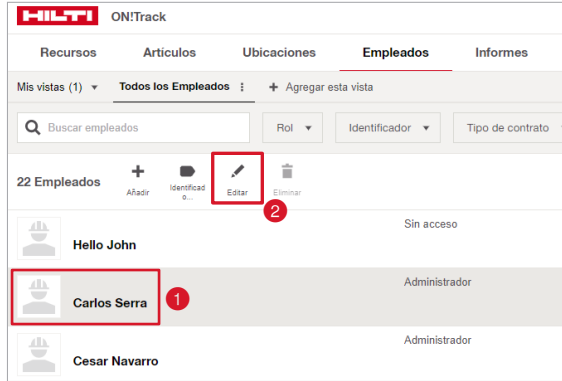 HILTI ON!Track
Recursos Artículos Ubicaciones Empleados Informes
Mis vistas (1) Todos los Empleados + Agregar esta vista
Buscar empleados Rol Identificador Tipo de contrato
22 Empleados Añadir Identificad o... Editar Eliminar
2
Sin acceso
Hello John
Administrador
Carlos Serra 1
Administrador
Cesar Navarro